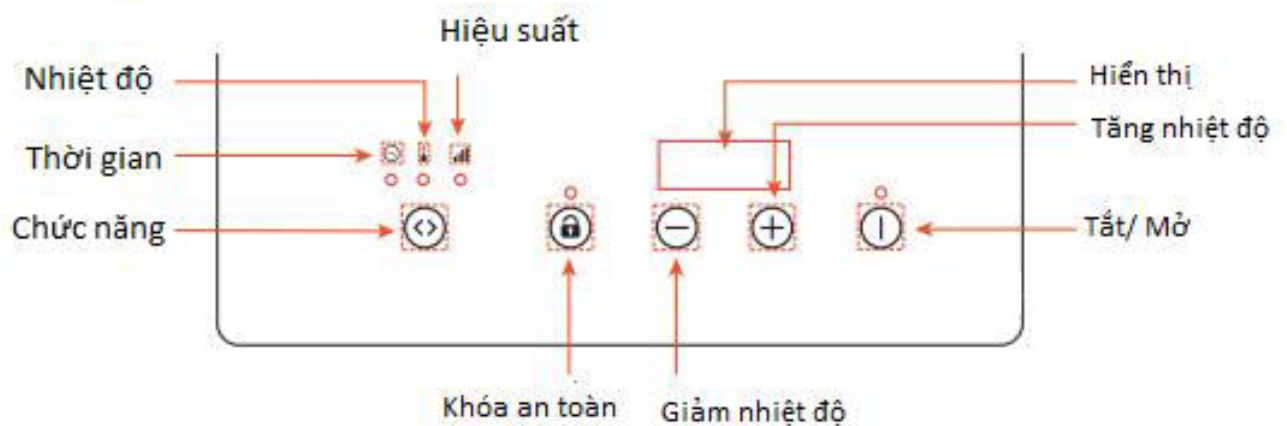 Hiệu suất
Nhiệt độ
Hiển thị
Tăng nhiệt độ
Thời gian
Chức năng
Tắt/ Mở
Khóa an toàn
Giảm nhiệt độ